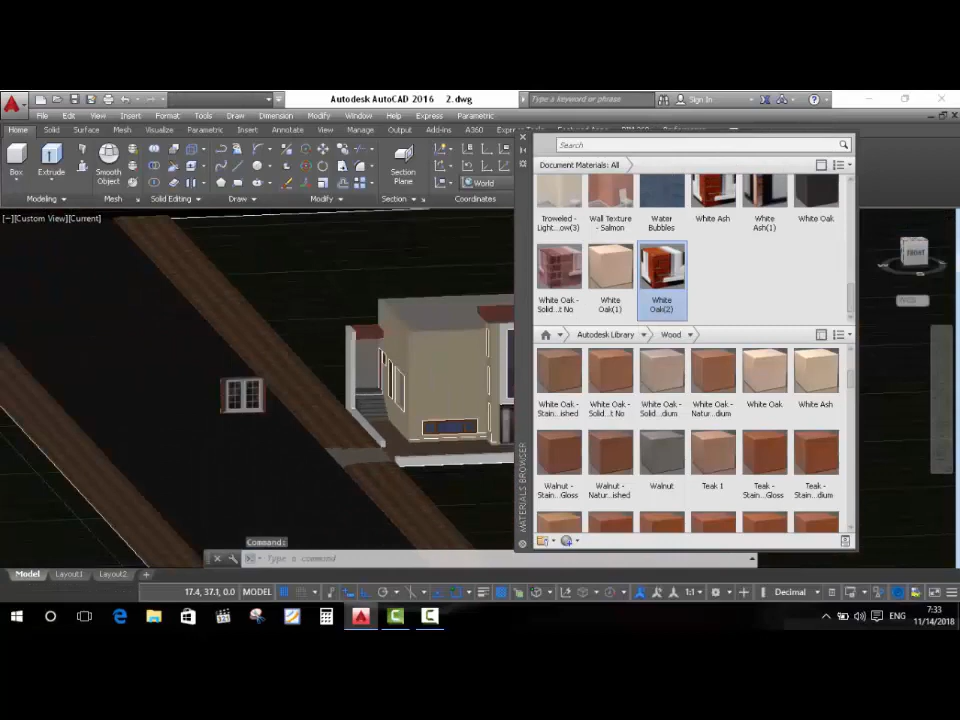 Autodesk AutoCAD 2016 2.dwg
Type a keyword or phrase
Sign In
File Edit View Insert Format Tools Draw Dimension Modify Window Help Express Parametric
Home Solid Surface Mesh Visualize Parametric Insert Annotate View Manage Output Add-ins A360
Box
Extrude
Smooth
Object
Section
Plane
World
Modeling
Mesh
Solid Editing
Draw
Modify
Section
Coordinates
[−][Custom View][Current]
FRONT
Search
Document Materials: All
Troweled -
Light...ow(3)
Wall Texture
- Salmon
Water
Bubbles
White Ash
White
Ash(1)
White Oak
White Oak -
Solid...t No
White
Oak(1)
White
Oak(2)
Autodesk Library
Wood
White Oak -
Stain...ished
White Oak -
Solid...t No
White Oak -
Solid...dium
White Oak -
Natur...dium
White Oak
White Ash
Walnut -
Stain...Gloss
Walnut -
Natur...ished
Walnut
Teak 1
Teak -
Stain...Gloss
Teak -
Stain...dium
MATERIALS BROWSER
Command:
Type a command
Model Layout1 Layout2
17.4, 37.1, 0.0 MODEL
1:1
Decimal
ENG
7:33
11/14/2018